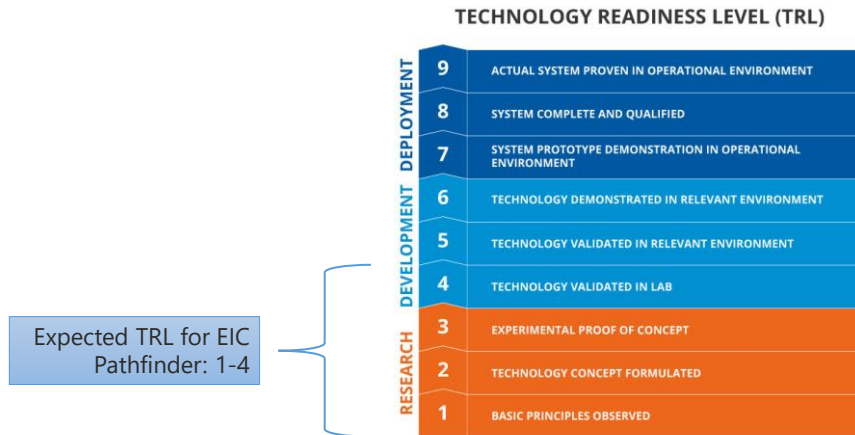 TECHNOLOGY READINESS LEVEL (TRL)
DEPLOYMENT
9 ACTUAL SYSTEM PROVEN IN OPERATIONAL ENVIRONMENT
8 SYSTEM COMPLETE AND QUALIFIED
7 SYSTEM PROTOTYPE DEMONSTRATION IN OPERATIONAL
ENVIRONMENT
DEVELOPMENT
6 TECHNOLOGY DEMONSTRATED IN RELEVANT ENVIRONMENT
5 TECHNOLOGY VALIDATED IN RELEVANT ENVIRONMENT
4 TECHNOLOGY VALIDATED IN LAB
RESEARCH
3 EXPERIMENTAL PROOF OF CONCEPT
2 TECHNOLOGY CONCEPT FORMULATED
1 BASIC PRINCIPLES OBSERVED
Expected TRL for EIC
Pathfinder: 1-4